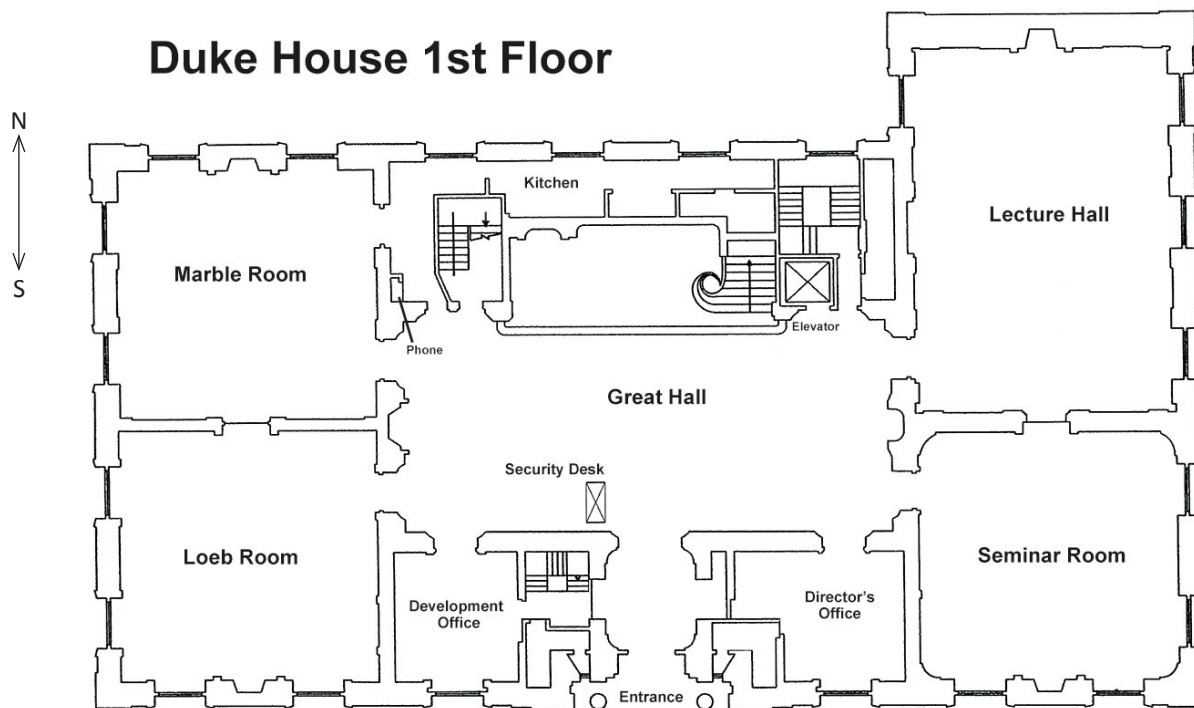 Duke House 1st Floor
N
S
Kitchen
Lecture Hall
Marble Room
Phone
Elevator
Great Hall
Security Desk
Loeb Room
Seminar Room
Development
Office
Director's
Office
Entrance